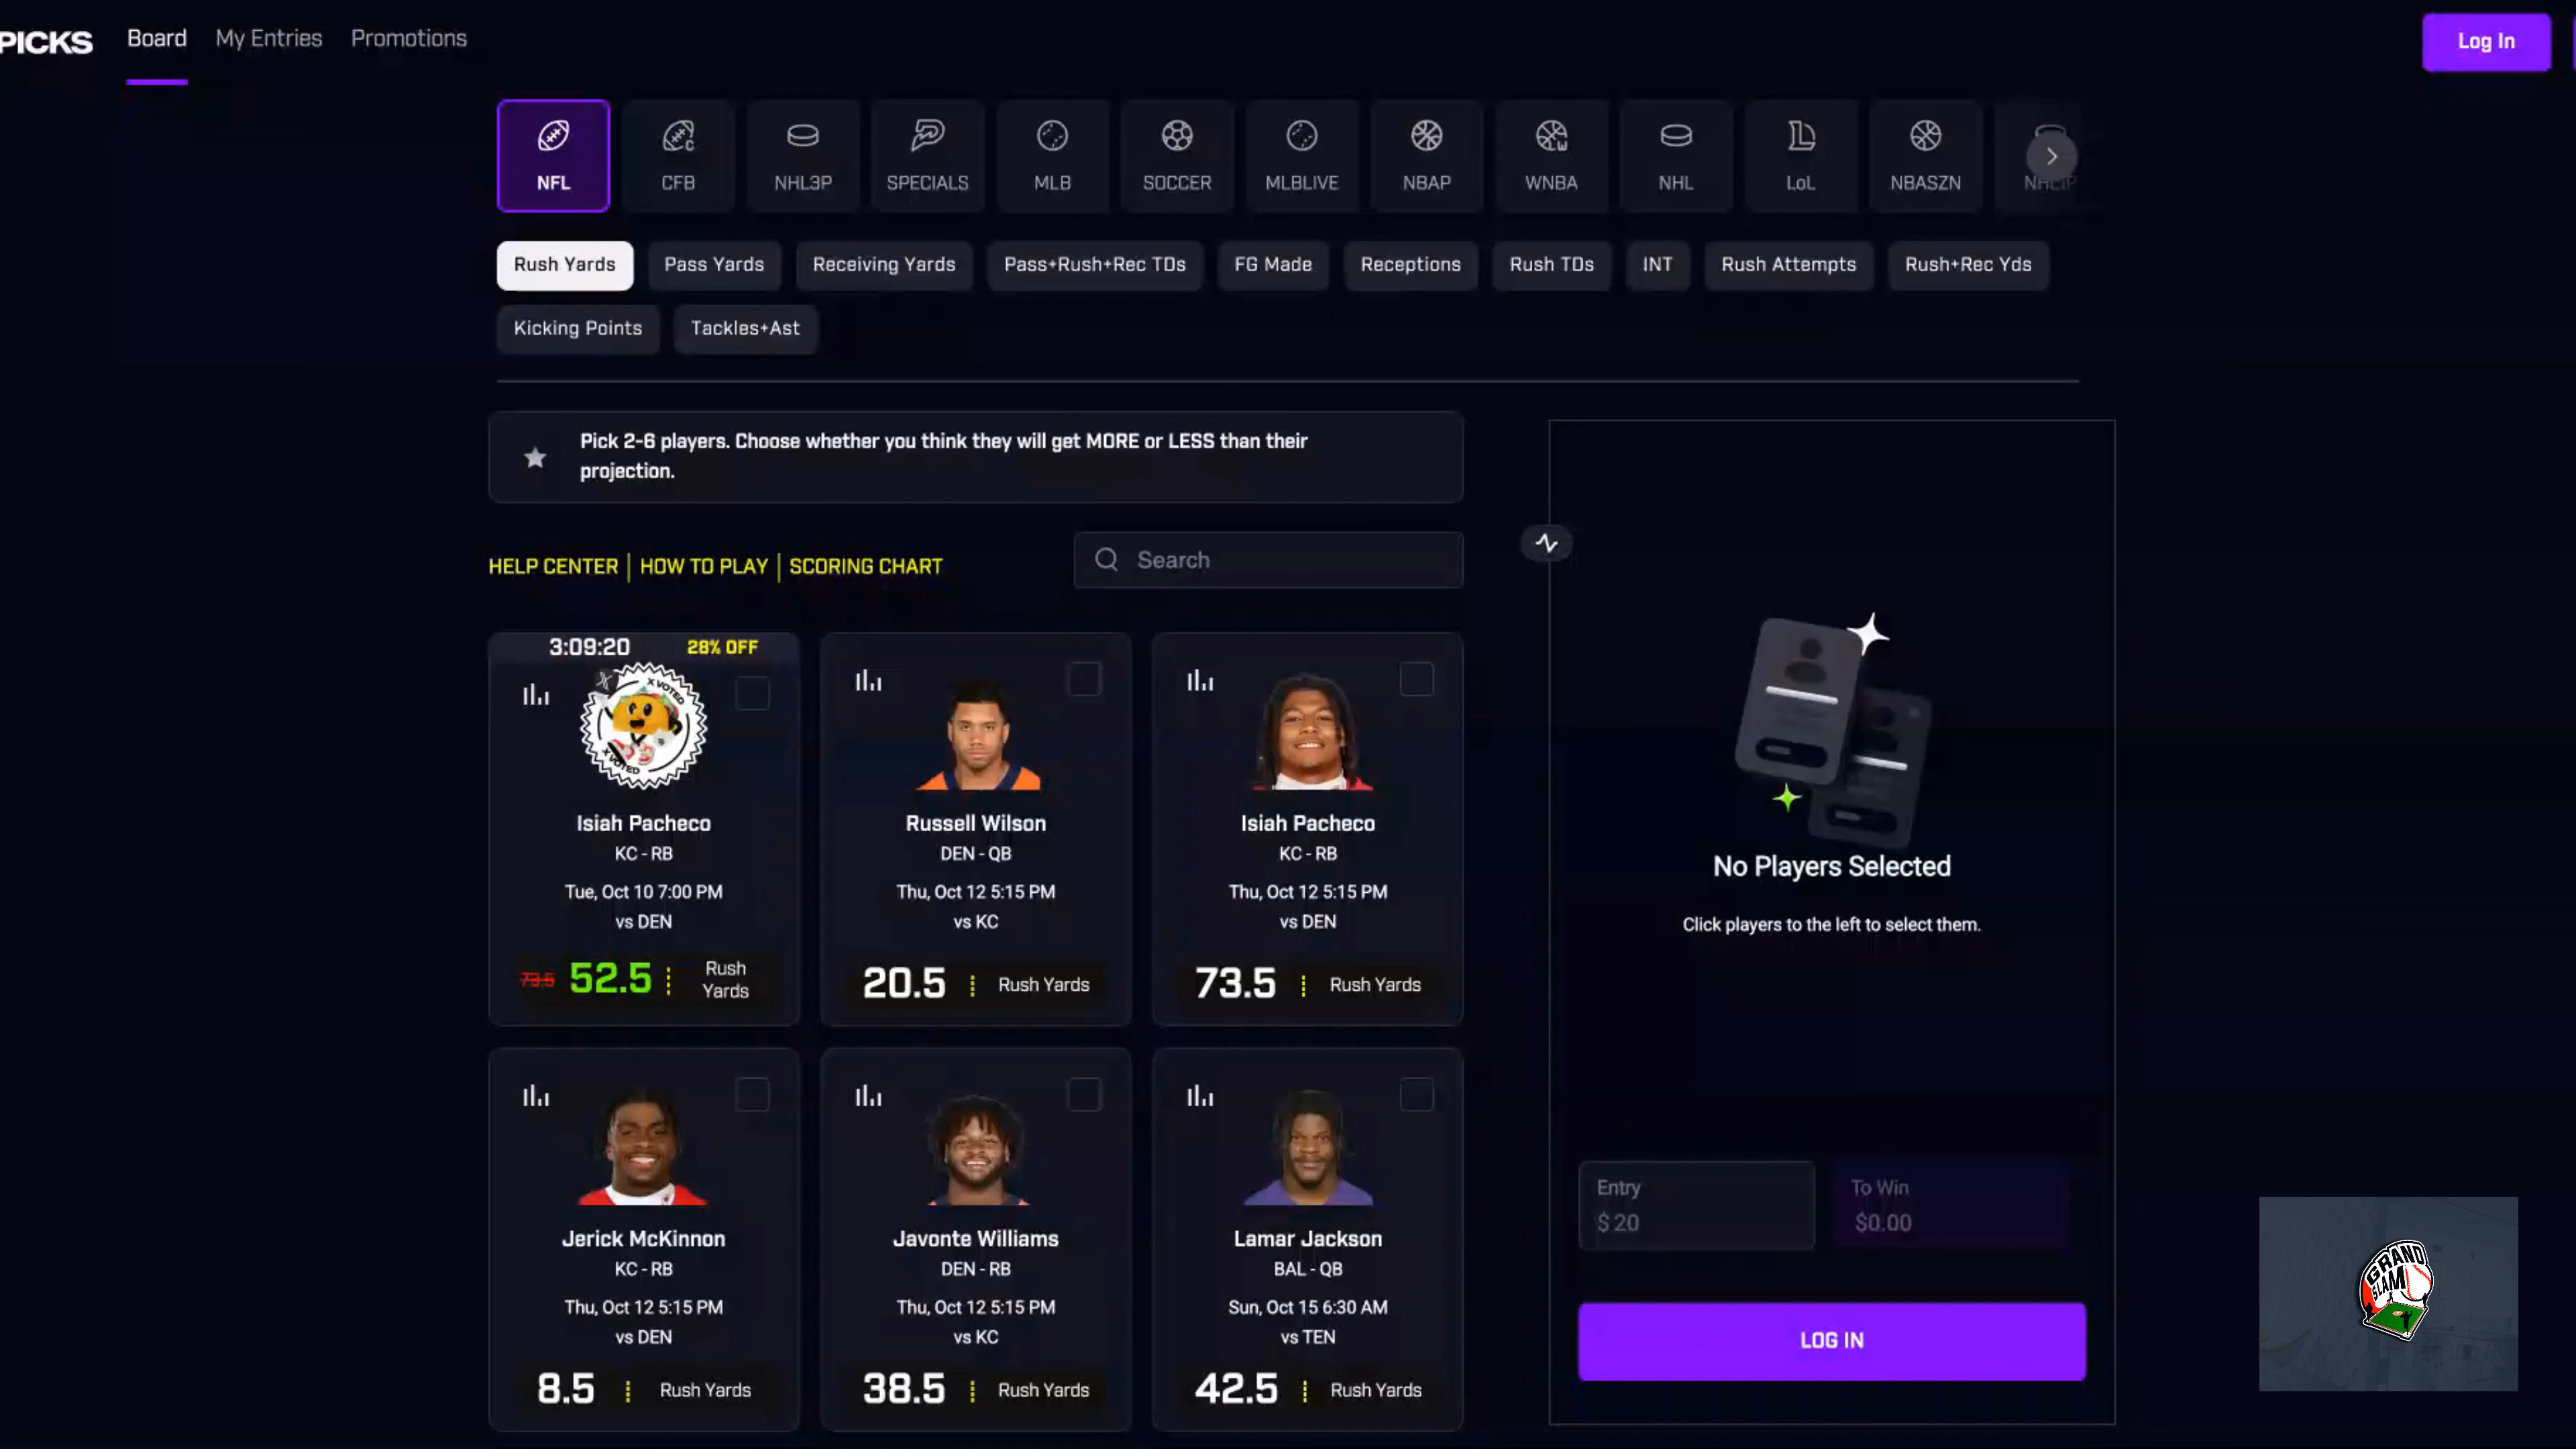 PICKS
Board
My Entries
Promotions
Log In
NFL
CFB
NHL3P
SPECIALS
MLB
SOCCER
MLBLIVE
NBAP
WNBA
NHL
LoL
NBASZN
Rush Yards
Pass Yards
Receiving Yards
Pass+Rush+Rec TDs
FG Made
Receptions
Rush TDs
INT
Rush Attempts
Rush+Rec Yds
Kicking Points
Tackles+Ast
Pick 2-6 players. Choose whether you think they will get MORE or LESS than their
projection.
HELP CENTER
HOW TO PLAY
SCORING CHART
Search
3:09:20
28% OFF
X VOTED
X VOTED
Isiah Pacheco
KC - RB
Tue, Oct 10 7:00 PM
vs DEN
73.5
52.5
Rush
Yards
Russell Wilson
DEN - QB
Thu, Oct 12 5:15 PM
vs KC
20.5
Rush Yards
Isiah Pacheco
KC - RB
Thu, Oct 12 5:15 PM
vs DEN
73.5
Rush Yards
Jerick McKinnon
KC - RB
Thu, Oct 12 5:15 PM
vs DEN
8.5
Rush Yards
Javonte Williams
DEN - RB
Thu, Oct 12 5:15 PM
vs KC
38.5
Rush Yards
Lamar Jackson
BAL - QB
Sun, Oct 15 6:30 AM
vs TEN
42.5
Rush Yards
No Players Selected
Click players to the left to select them.
Entry
$ 20
To Win
$0.00
LOG IN
GRAND
SLAM